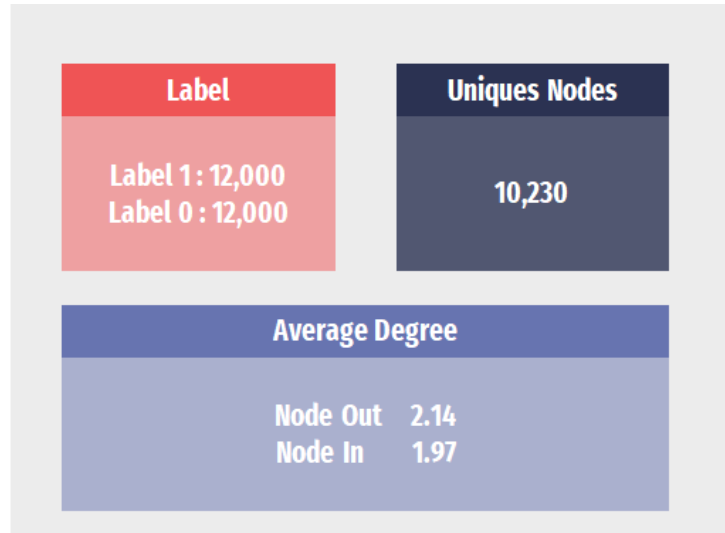 Label
Label 1 : 12,000
Label 0 : 12,000
Uniques Nodes
10,230
Average Degree
Node Out 2.14
Node In 1.97